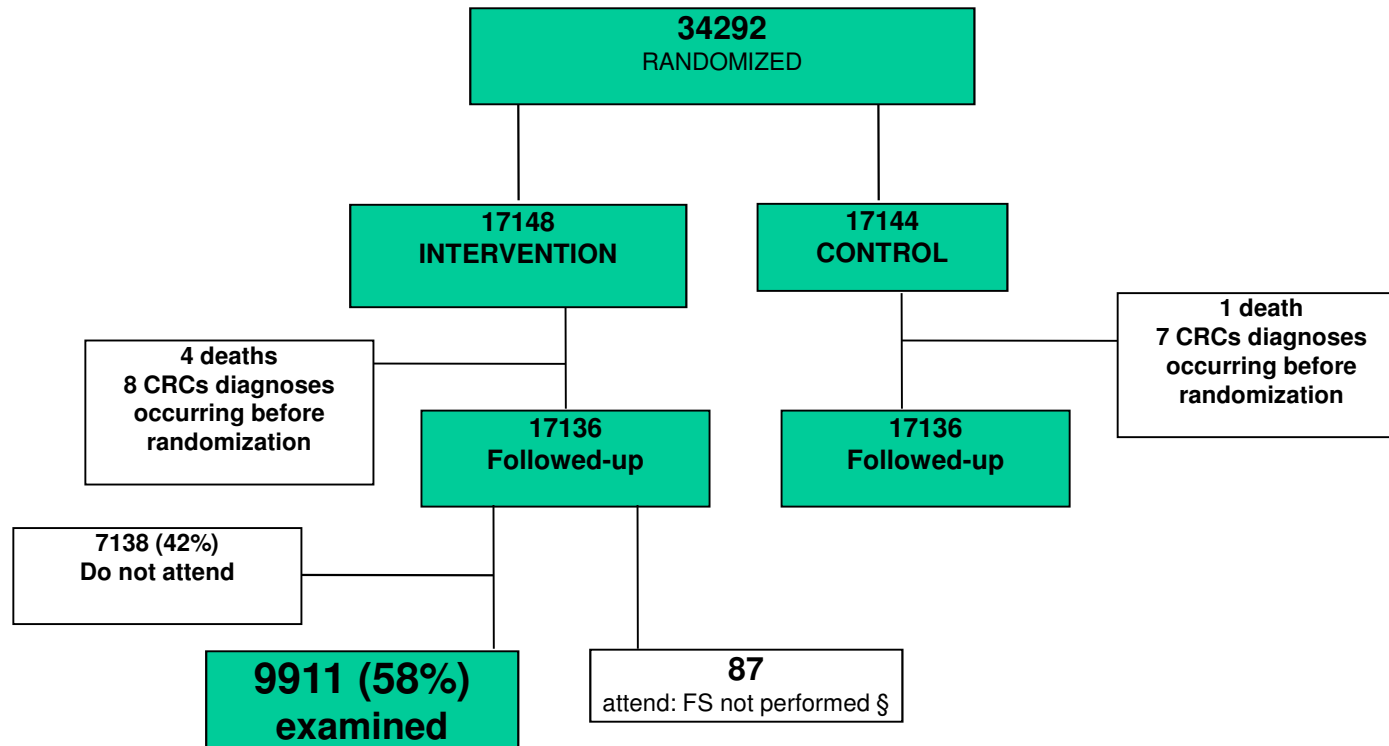 34292
RANDOMIZED
17148
INTERVENTION
17144
CONTROL
4 deaths
8 CRCs diagnoses
occurring before
randomization
1 death
7 CRCs diagnoses
occurring before
randomization
17136
Followed-up
17136
Followed-up
7138 (42%)
Do not attend
9911 (58%)
examined
87
attend: FS not performed §